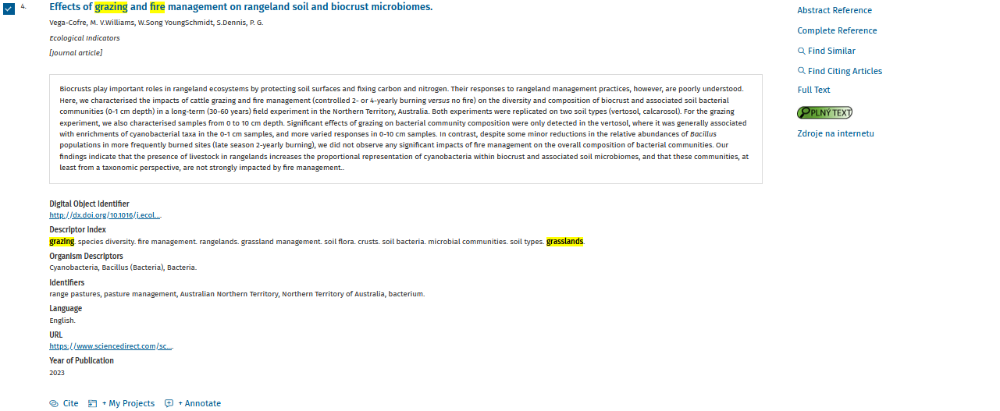 4.
Effects of grazing and fire management on rangeland soil and biocrust microbiomes.
Vega-Cofre, M. V.Williams, W.Song YoungSchmidt, S.Dennis, P. G.
Ecological Indicators
[Journal article]
Biocrusts play important roles in rangeland ecosystems by protecting soil surfaces and fixing carbon and nitrogen. Their responses to rangeland management practices, however, are poorly understood.
Here, we characterised the impacts of cattle grazing and fire management (controlled 2- or 4-yearly burning versus no fire) on the diversity and composition of biocrust and associated soil bacterial
communities (0-1 cm depth) in a long-term (30-60 years) field experiment in the Northern Territory, Australia. Both experiments were replicated on two soil types (vertosol, calcarosol). For the grazing
experiment, we also characterised samples from 0 to 10 cm depth. Significant effects of grazing on bacterial community composition were only detected in the vertosol, where it was generally associated
with enrichments of cyanobacterial taxa in the 0-1 cm samples, and more varied responses in 0-10 cm samples. In contrast, despite some minor reductions in the relative abundances of Bacillus
populations in more frequently burned sites (late season 2-yearly burning), we did not observe any significant impacts of fire management on the overall composition of bacterial communities. Our
findings indicate that the presence of livestock in rangelands increases the proportional representation of cyanobacteria within biocrust and associated soil microbiomes, and that these communities, at
least from a taxonomic perspective, are not strongly impacted by fire management..
Digital Object Identifier
http://dx.doi.org/10.1016/j.ecol....
Descriptor Index
grazing. species diversity. fire management. rangelands. grassland management. soil flora. crusts. soil bacteria. microbial communities. soil types. grasslands.
Organism Descriptors
Cyanobacteria, Bacillus (Bacteria), Bacteria.
Identifiers
range pastures, pasture management, Australian Northern Territory, Northern Territory of Australia, bacterium.
Language
English.
URL
https://www.sciencedirect.com/sc....
Year of Publication
2023
Cite
+ My Projects
+ Annotate
Abstract Reference
Complete Reference
Find Similar
Find Citing Articles
Full Text
PLNÝ TEXT
Zdroje na internetu